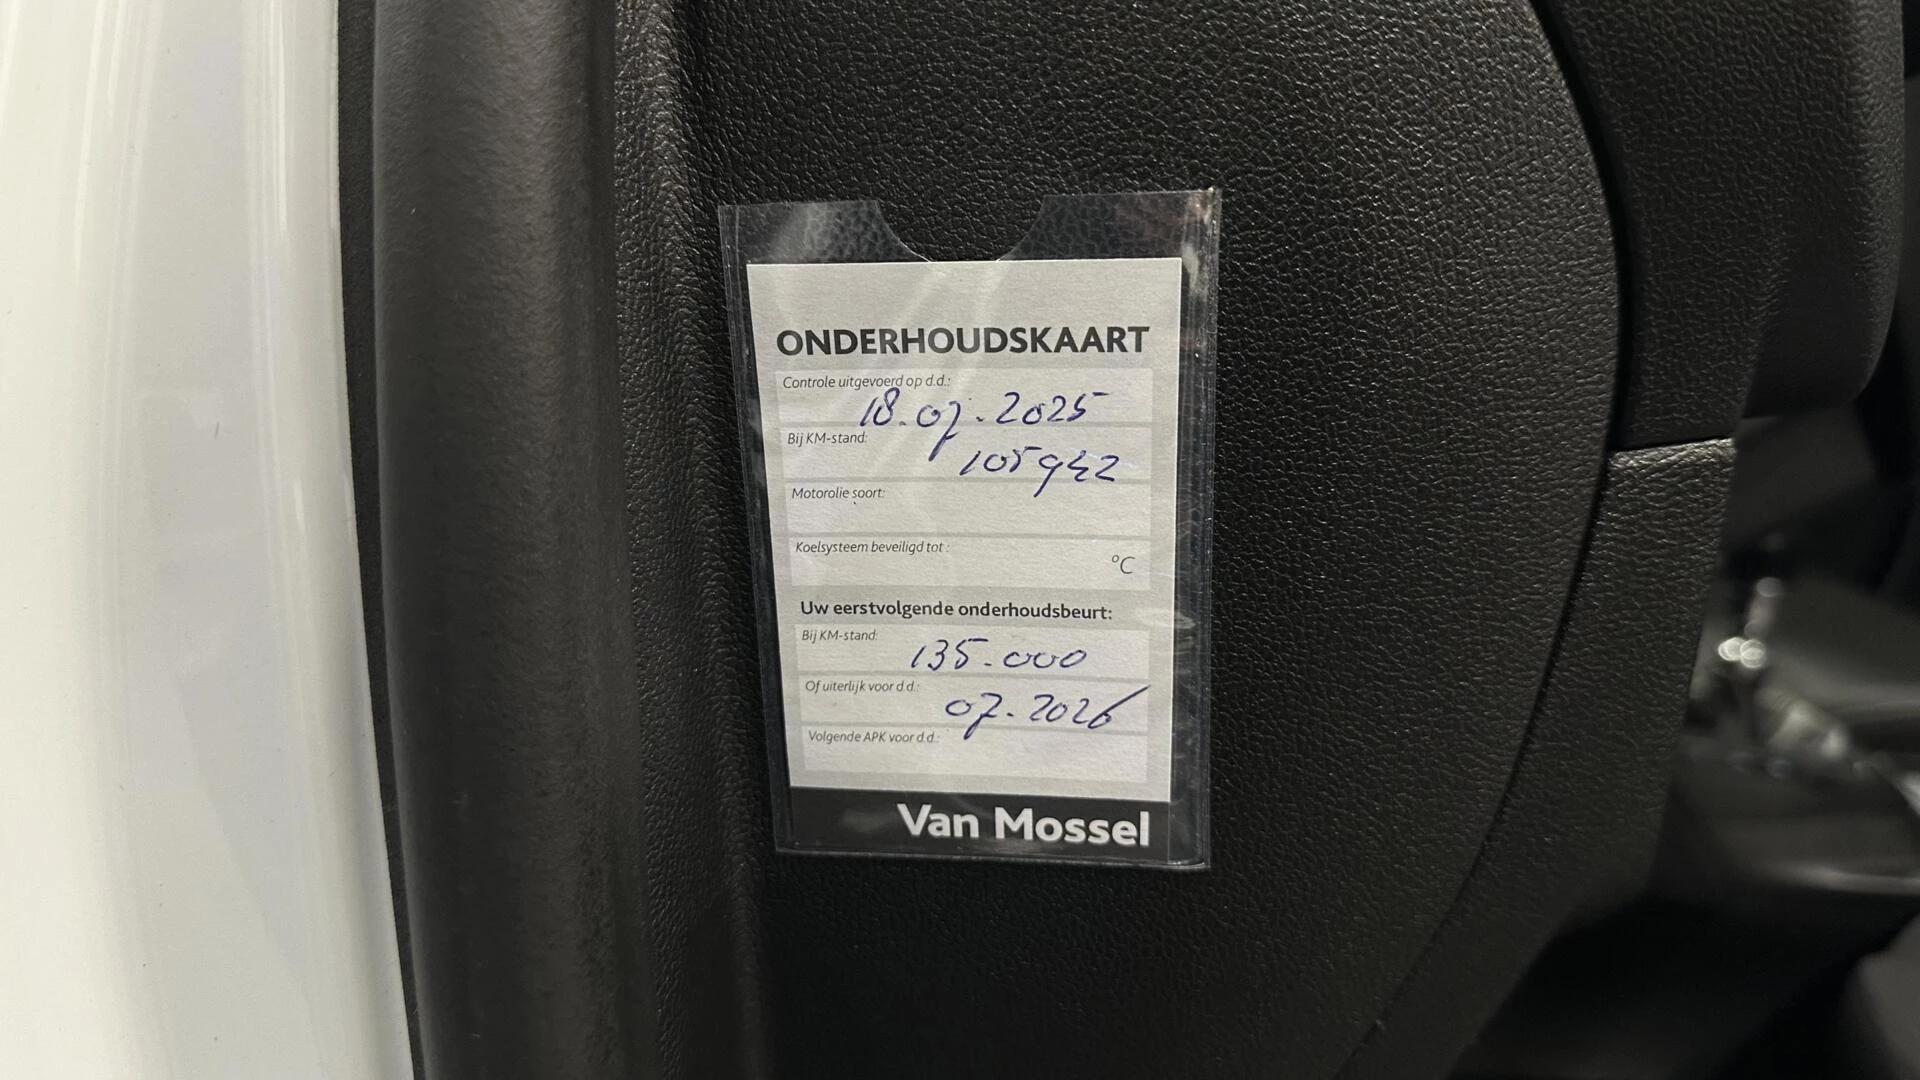 ONDERHOUDSKAART
Controle uitgevoerd op d.d.:
18.07.2025
Bij KM-stand:
105942
Motorolie soort:
Koelsysteem beveiligd tot :
°C
Uw eerstvolgende onderhoudsbeurt:
Bij KM-stand:
135.000
Of uiterlijk voor d.d.:
07.2026
Volgende APK voor d.d.:
Van Mossel